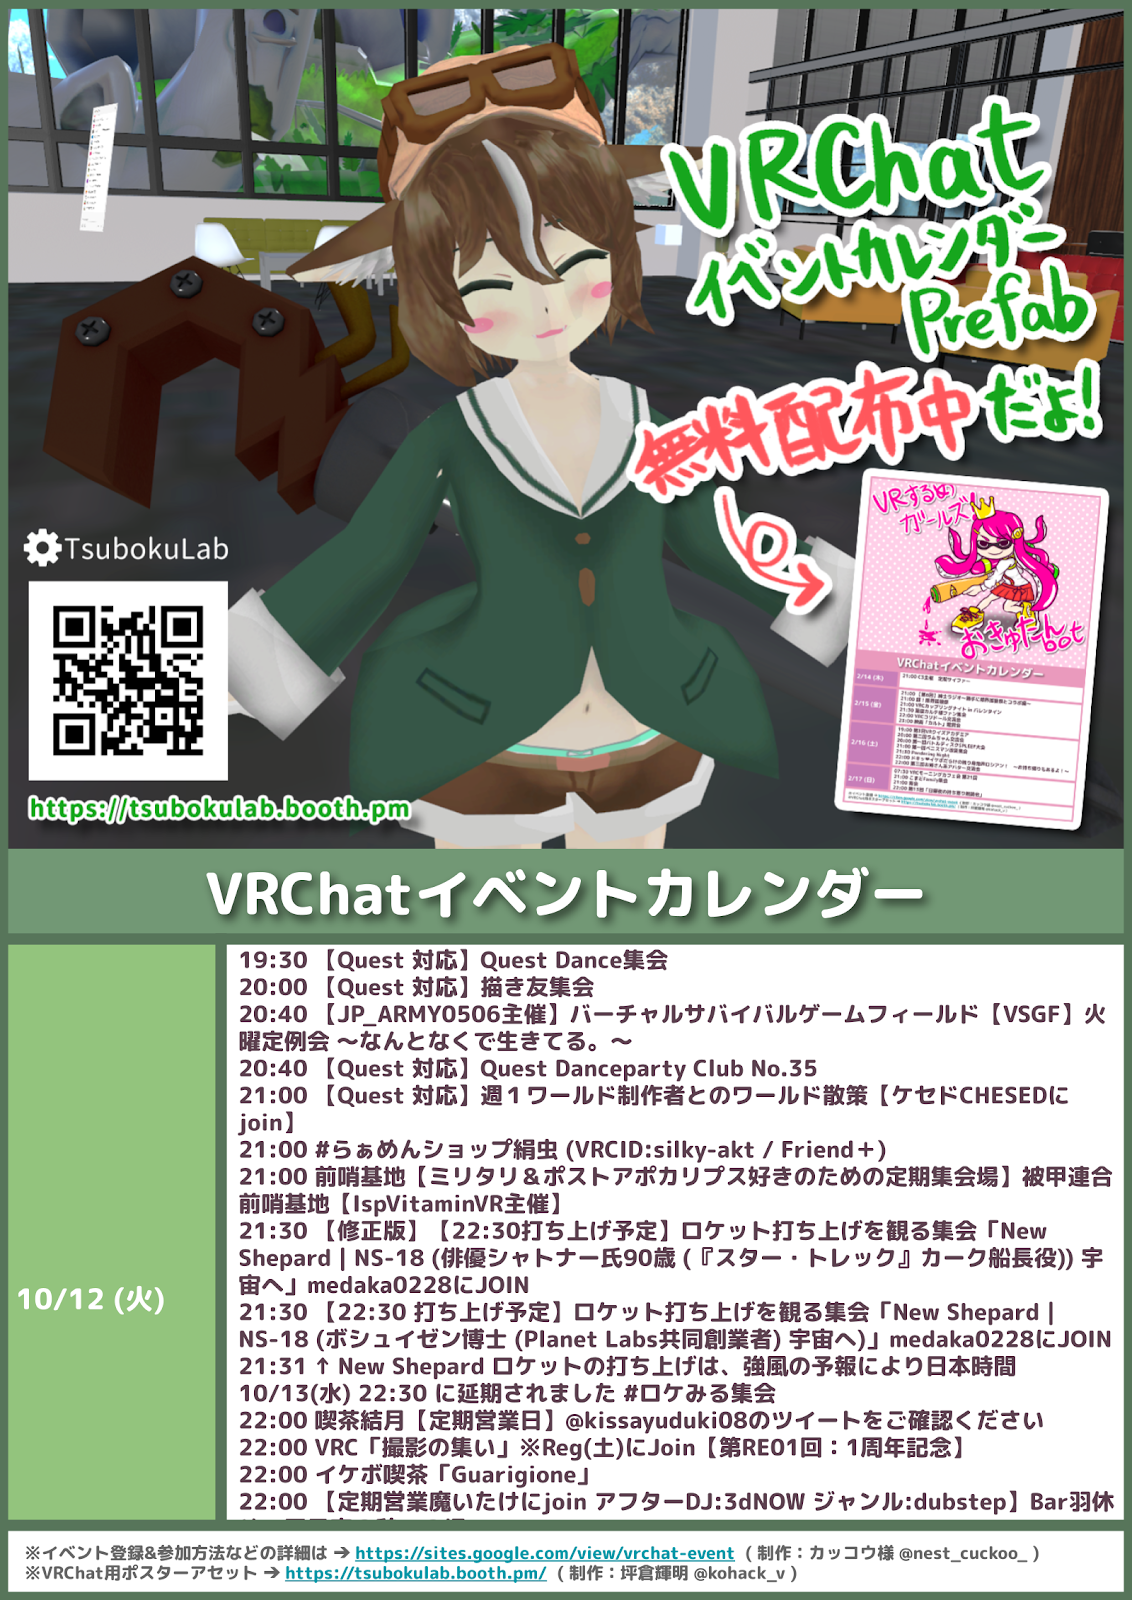 VRChat
イベントカレンダー
Prefab
無料配布中だよ!
TsubokuLab
https://tsubokulab.booth.pm
VRするめ
ガールズ
おきゅたん
bot
VRChatイベントカレンダー
2/14 (木)
2/15 (金)
2/16 (土)
2/17 (日)
VRChatイベントカレンダー
10/12 (火)
19:30 【Quest 対応】Quest Dance集会
20:00 【Quest 対応】描き友集会
20:40 【JP_ARMY0506主催】バーチャルサバイバルゲームフィールド【VSGF】火
曜定例会 ～なんとなくで生きてる。～
20:40 【Quest 対応】Quest Danceparty Club No.35
21:00 【Quest 対応】週１ワールド制作者とのワールド散策【ケセドCHESEDに
join】
21:00 #らぁめんショップ絹虫 (VRCID:silky-akt / Friend＋)
21:00 前哨基地【ミリタリ＆ポストアポカリプス好きのための定期集会場】被甲連合
前哨基地【IspVitaminVR主催】
21:30 【修正版】【22:30打ち上げ予定】ロケット打ち上げを観る集会「New
Shepard | NS-18 (俳優シャトナー氏90歳 (『スター・トレック』カーク船長役)) 宇
宙へ」medaka0228にJOIN
21:30 【22:30 打ち上げ予定】ロケット打ち上げを観る集会「New Shepard |
NS-18 (ボシュイゼン博士 (Planet Labs共同創業者) 宇宙へ)」medaka0228にJOIN
21:31 ↑ New Shepard ロケットの打ち上げは、強風の予報により日本時間
10/13(水) 22:30 に延期されました #ロケみる集会
22:00 喫茶結月【定期営業日】@kissayuduki08のツイートをご確認ください
22:00 VRC「撮影の集い」※Reg(土)にJoin【第RE01回：1周年記念】
22:00 イケボ喫茶「Guarigione」
22:00 【定期営業魔いたけにjoin アフターDJ:3dNOW ジャンル:dubstep】Bar羽休
※イベント登録&参加方法などの詳細は ➔ https://sites.google.com/view/vrchat-event ( 制作：カッコウ様 @nest_cuckoo_ )
※VRChat用ポスターアセット ➔ https://tsubokulab.booth.pm/ ( 制作：坪倉輝明 @kohack_v )